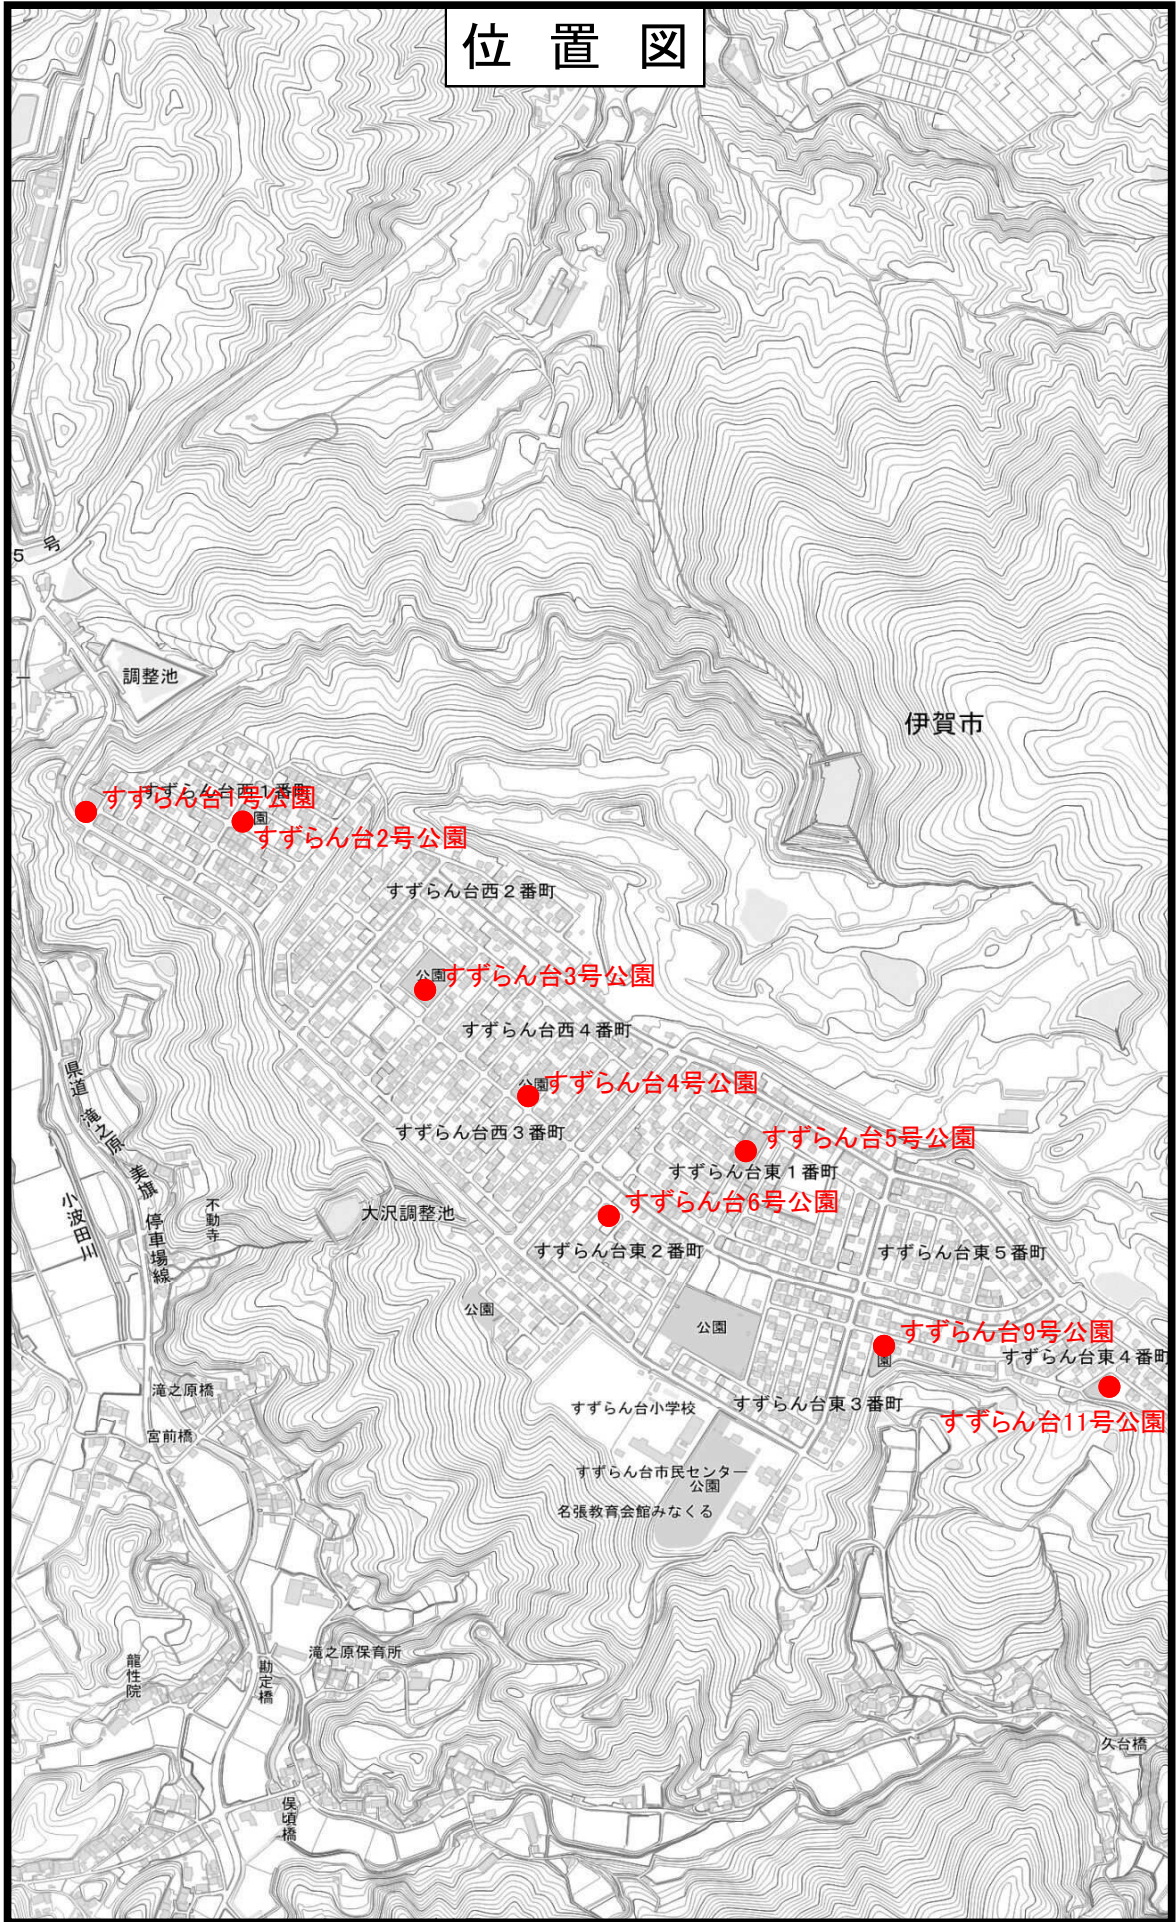 位 置 図
5 号
調整池
伊賀市
すずらん台西1番町
すずらん台1号公園
園
すずらん台2号公園
すずらん台西2番町
公園
すずらん台3号公園
すずらん台西4番町
公園
すずらん台4号公園
すずらん台西3番町
すずらん台5号公園
すずらん台東1番町
すずらん台6号公園
県道 滝之原 美旗 停車場線
小波田川
不動寺
大沢調整池
すずらん台東2番町
すずらん台東5番町
公園
公園
すずらん台9号公園
園
すずらん台東4番町
すずらん台11号公園
滝之原橋
すずらん台小学校
すずらん台東3番町
宮前橋
すずらん台市民センター
公園
名張教育会館みなくる
滝之原保育所
龍性院
勘定橋
久台橋
俣頃橋